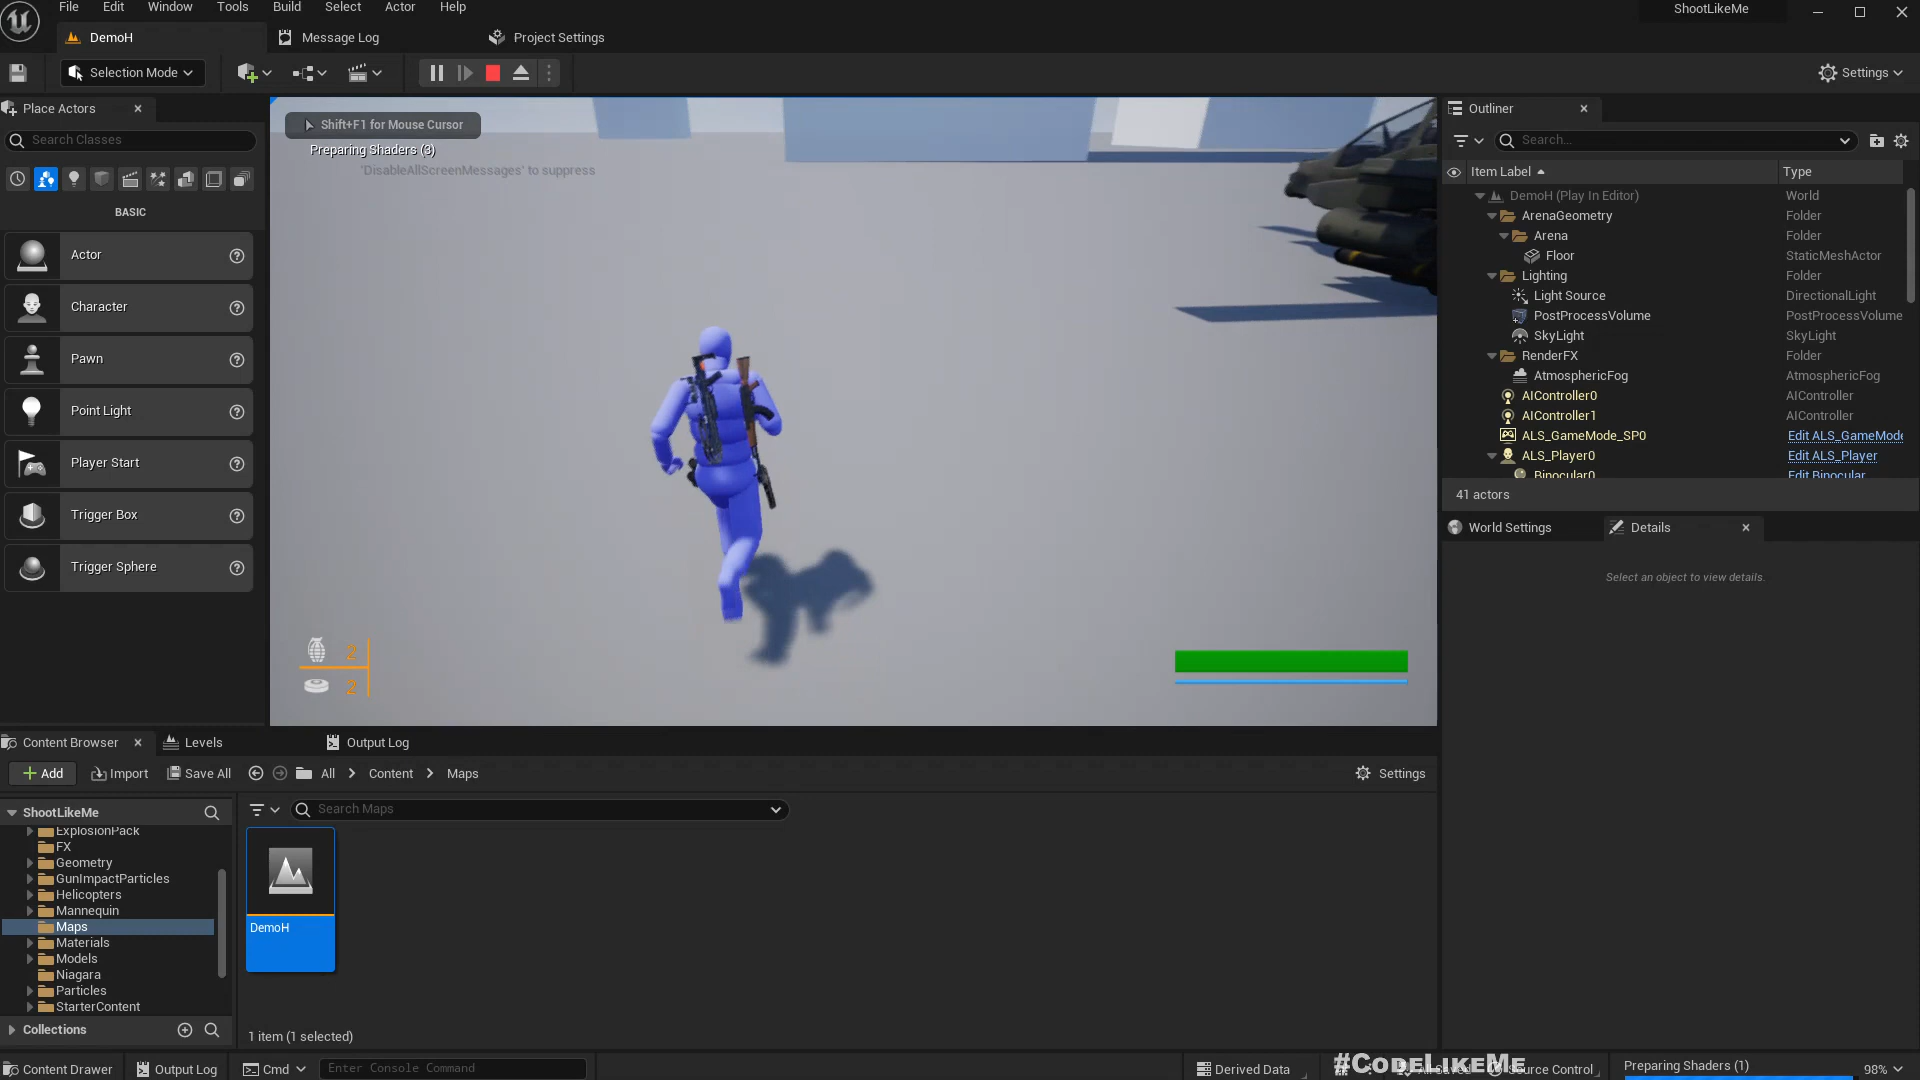 File Edit Window Tools Build Select Actor Help
ShootLikeMe
DemoH
Message Log
Project Settings
Selection Mode
Settings
Place Actors
Search Classes
BASIC
Actor
Character
Pawn
Point Light
Player Start
Trigger Box
Trigger Sphere
Shift+F1 for Mouse Cursor
Preparing Shaders (3)
'DisableAllScreenMessages' to suppress
2
2
Outliner
Search...
Item Label Type
DemoH (Play In Editor) World
ArenaGeometry Folder
Arena Folder
Floor StaticMeshActor
Lighting Folder
Light Source DirectionalLight
PostProcessVolume PostProcessVolume
SkyLight SkyLight
RenderFX Folder
AtmosphericFog AtmosphericFog
AIController0 AIController
AIController1 AIController
ALS_GameMode_SP0 Edit ALS_GameMode
ALS_Player0 Edit ALS_Player
Binocular0 Edit Binocular
41 actors
World Settings
Details
Select an object to view details.
Content Browser
Levels
Output Log
Add Import Save All All Content Maps
Settings
ShootLikeMe
Search Maps
ExplosionPack
FX
Geometry
GunImpactParticles
Helicopters
Mannequin
Maps
Materials
Models
Niagara
Particles
StarterContent
DemoH
Collections
1 item (1 selected)
Content Drawer Output Log Cmd Enter Console Command
Derived Data
#CodeLikeMe
Source Control
Preparing Shaders (1)
98%